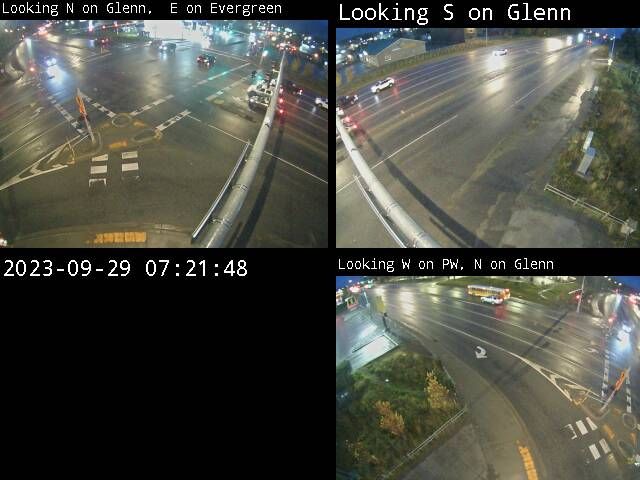 Looking N on Glenn,  E on Evergreen
Looking S on Glenn
2023-09-29 07:21:48
Looking W on PW, N on Glenn